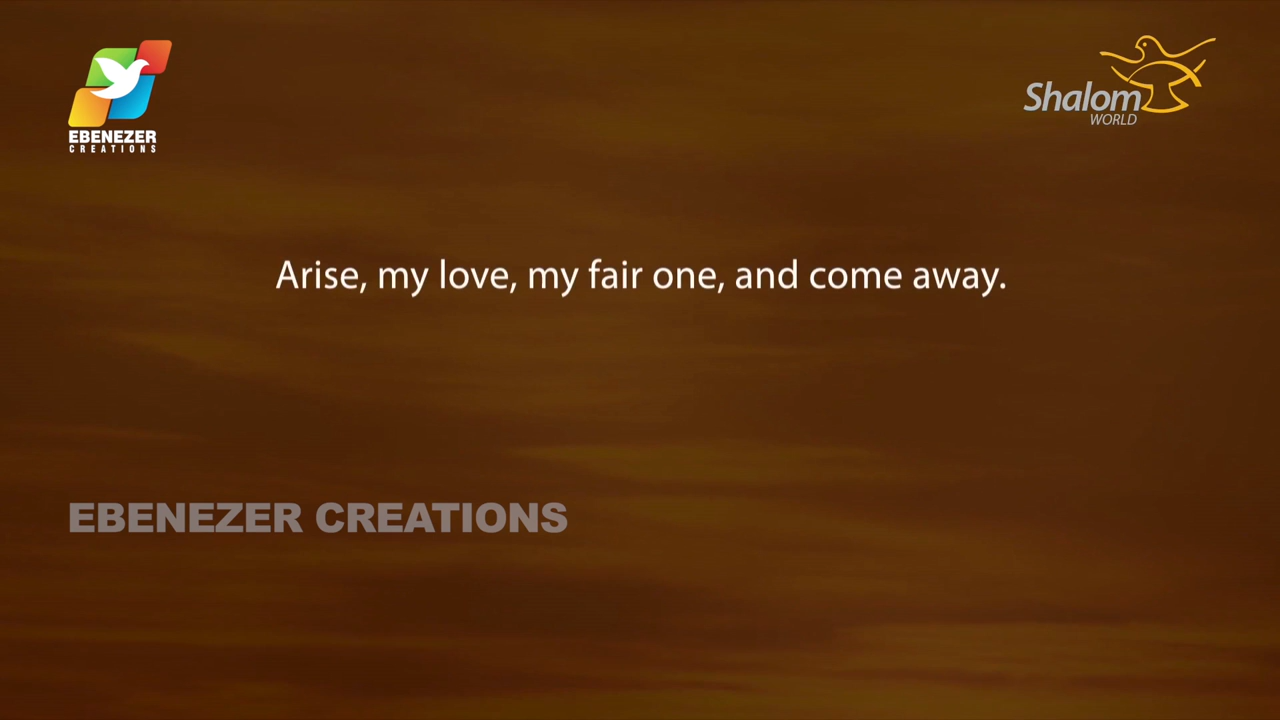 EBENEZER
CREATIONS
Shalom
WORLD
Arise, my love, my fair one, and come away.
EBENEZER CREATIONS